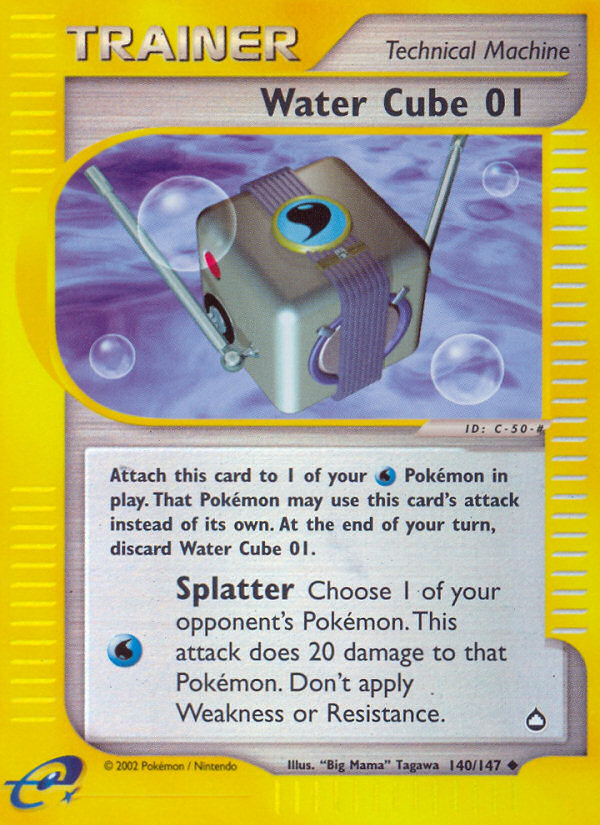 TRAINER
Technical Machine
Water Cube 01
ID: C-50-#
Attach this card to 1 of your Pokémon in
play. That Pokémon may use this card's attack
instead of its own. At the end of your turn,
discard Water Cube 01.
Splatter Choose 1 of your
opponent's Pokémon. This
attack does 20 damage to that
Pokémon. Don't apply
Weakness or Resistance.
© 2002 Pokémon / Nintendo
Illus. "Big Mama" Tagawa 140/147 ◆